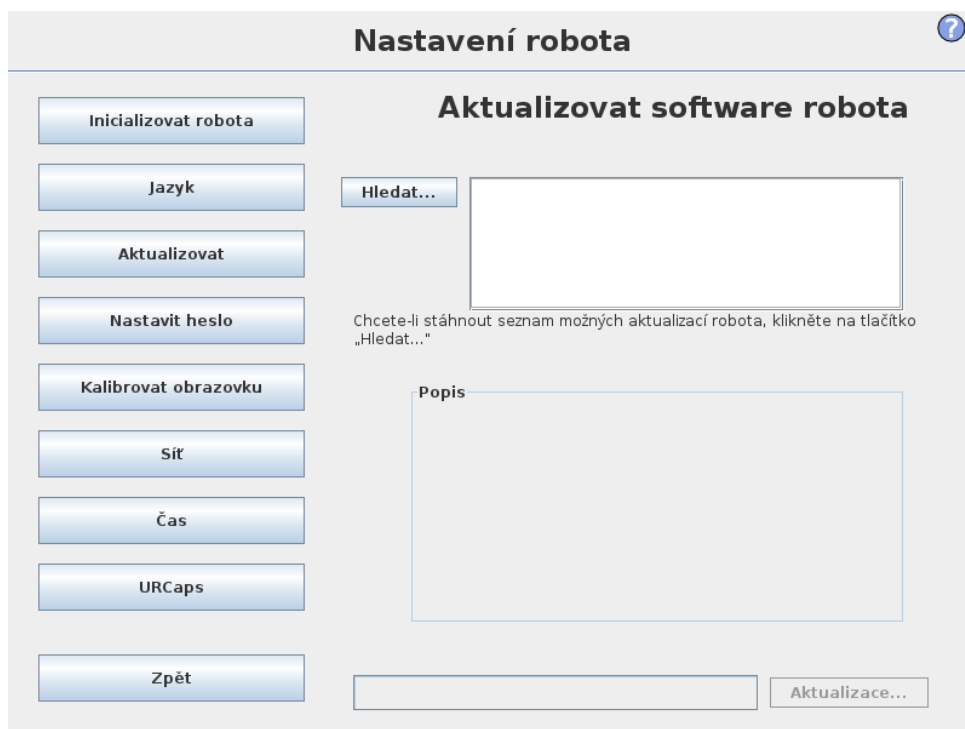 Nastavení robota
?
Inicializovat robota
Jazyk
Aktualizovat
Nastavit heslo
Kalibrovat obrazovku
Síť
Čas
URCaps
Zpět
Aktualizovat software robota
Hledat...
Chcete-li stáhnout seznam možných aktualizací robota, klikněte na tlačítko
„Hledat..."
Popis
Aktualizace...